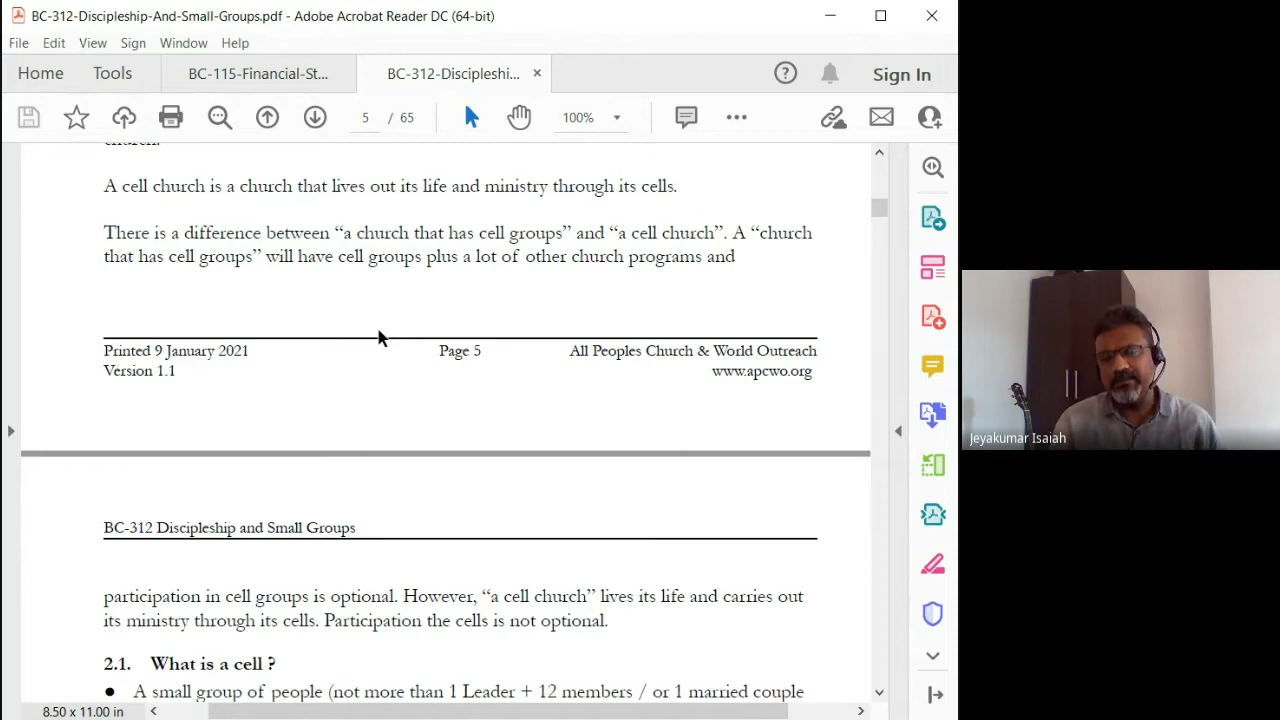 BC-312-Discipleship-And-Small-Groups.pdf - Adobe Acrobat Reader DC (64-bit)
File Edit View Sign Window Help
Home Tools BC-115-Financial-St... BC-312-Discipleshi... Sign In
5 / 65 100%
church.
A cell church is a church that lives out its life and ministry through its cells.
There is a difference between “a church that has cell groups” and “a cell church”. A “church
that has cell groups” will have cell groups plus a lot of other church programs and
Printed 9 January 2021 Page 5 All Peoples Church & World Outreach
Version 1.1 www.apcwo.org
BC-312 Discipleship and Small Groups
participation in cell groups is optional. However, “a cell church” lives its life and carries out
its ministry through its cells. Participation the cells is not optional.
2.1. What is a cell ?
● A small group of people (not more than 1 Leader + 12 members / or 1 married couple
8.50 x 11.00 in
Jeyakumar Isaiah